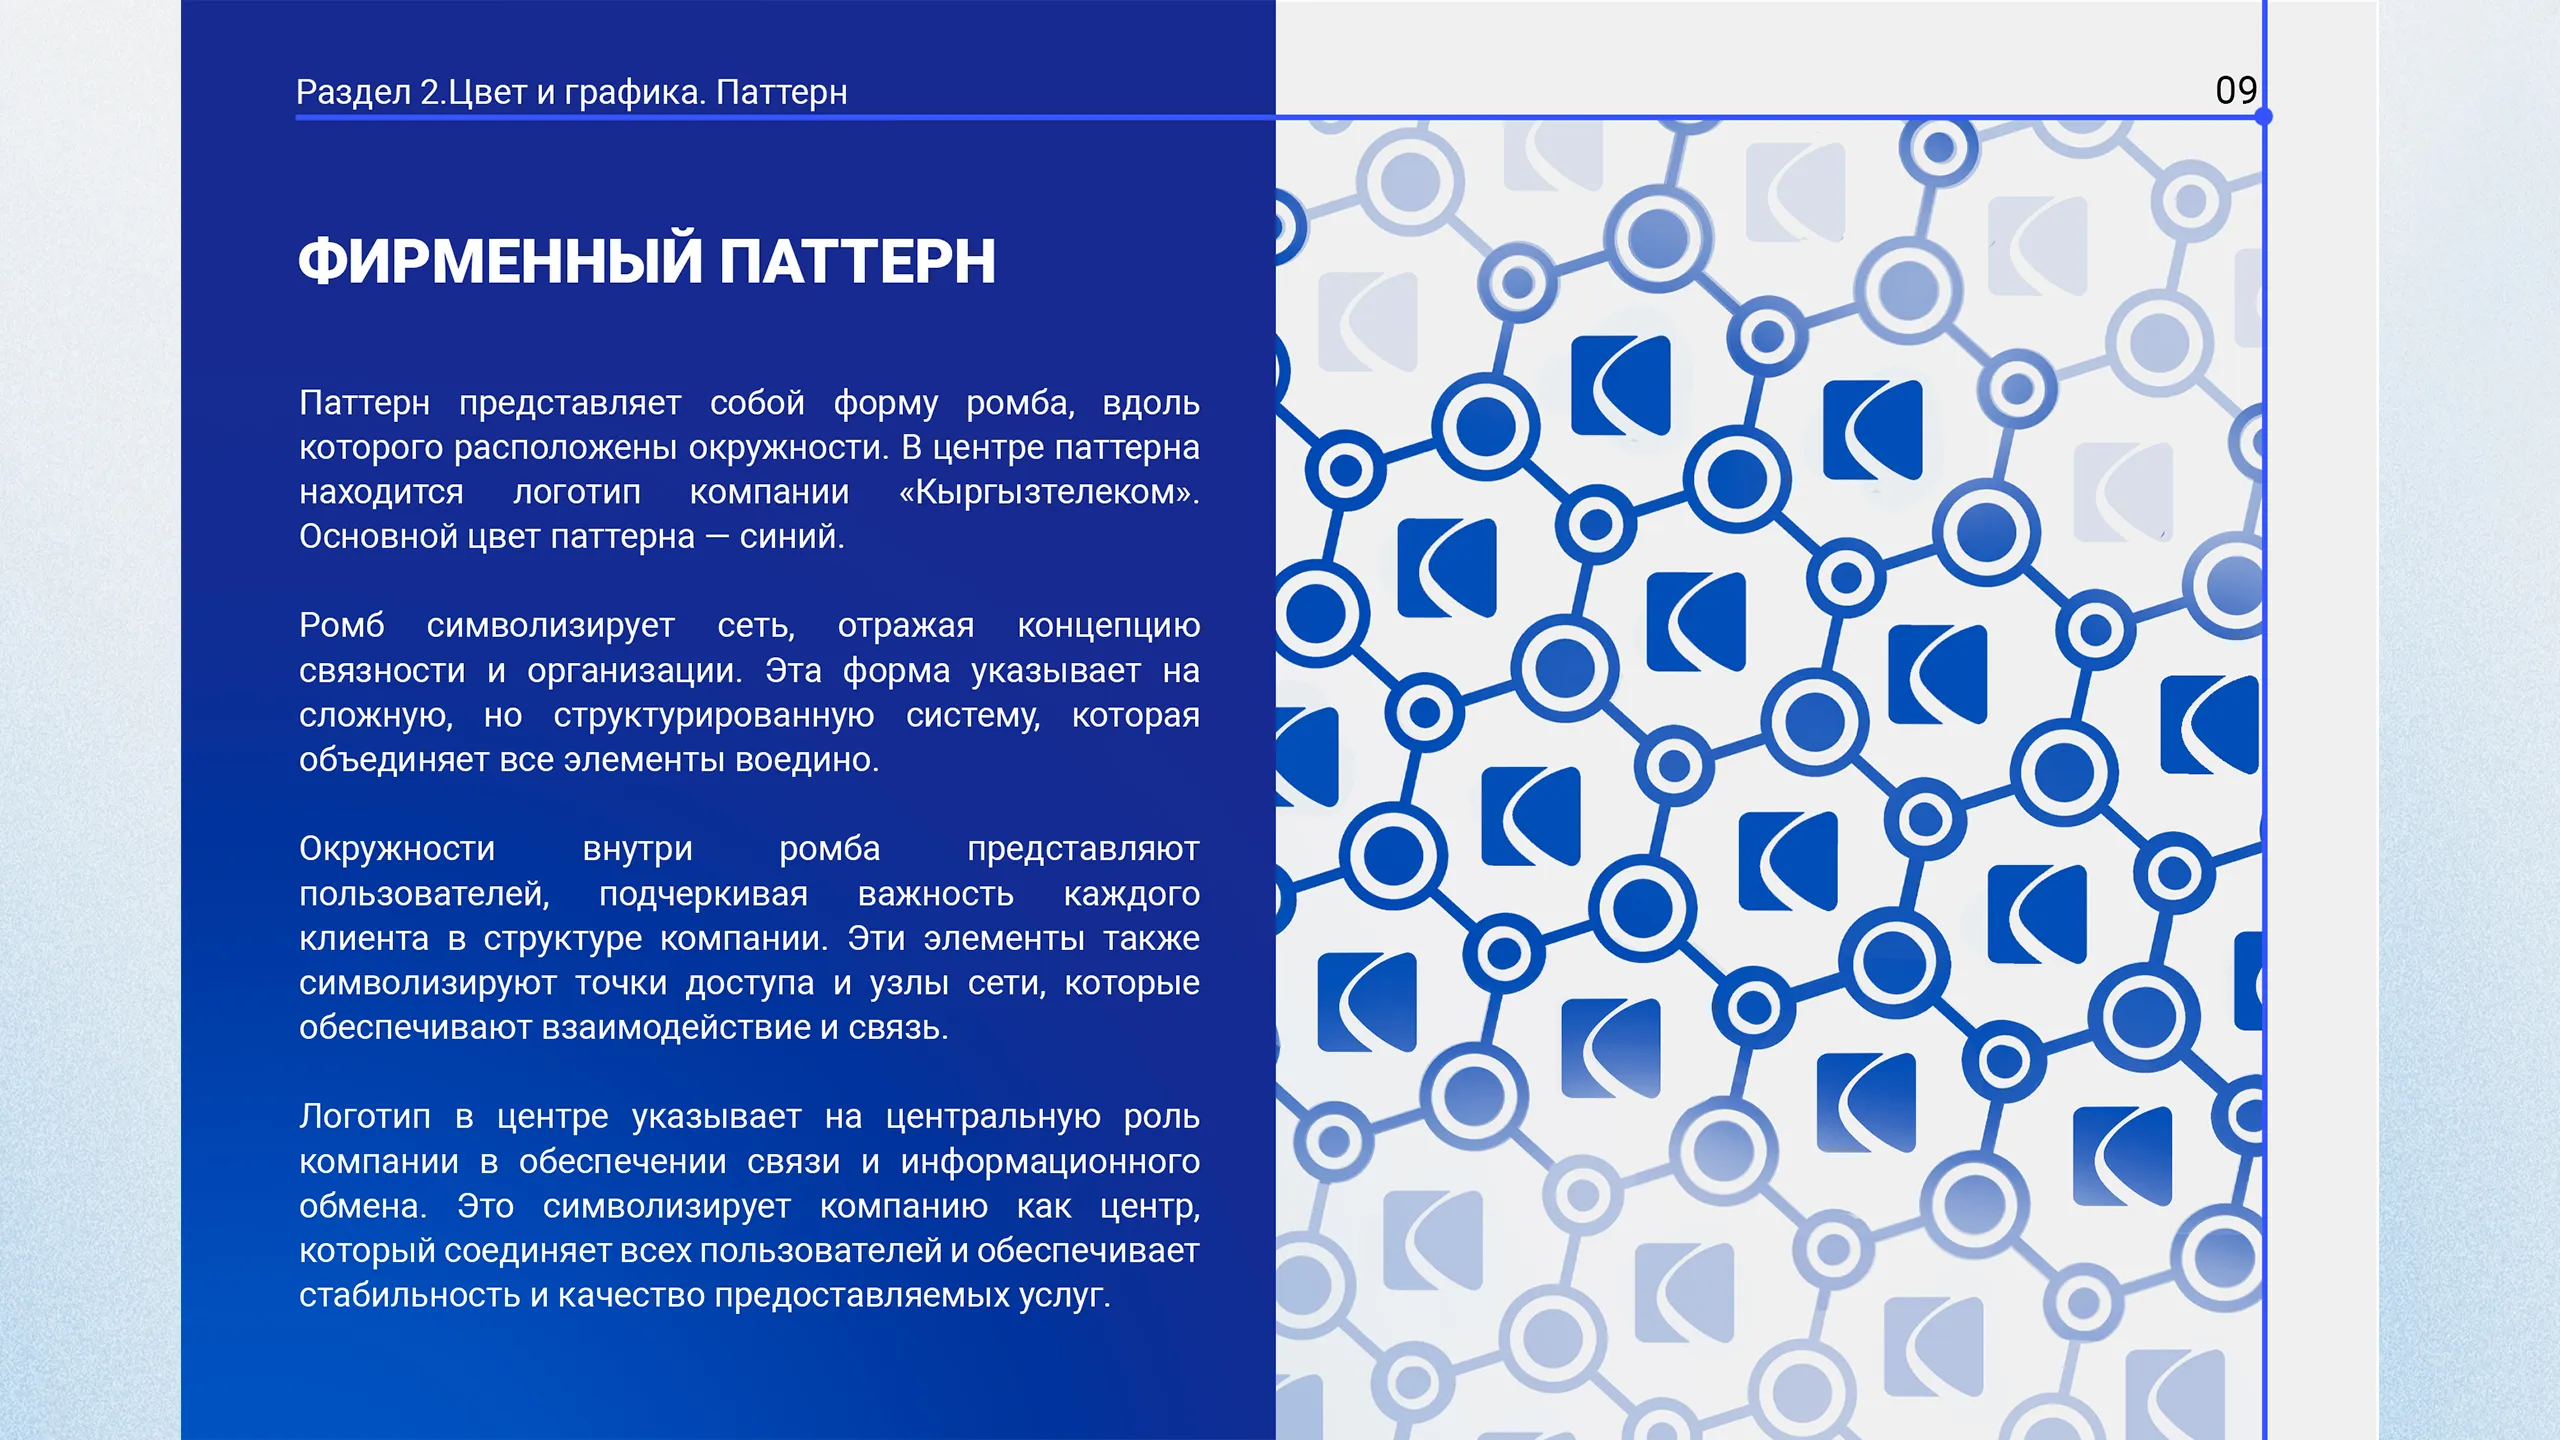 Раздел 2.Цвет и графика. Паттерн
09
ФИРМЕННЫЙ ПАТТЕРН
Паттерн представляет собой форму ромба, вдоль
которого расположены окружности. В центре паттерна
находится логотип компании «Кыргызтелеком».
Основной цвет паттерна — синий.
Ромб символизирует сеть, отражая концепцию
связности и организации. Эта форма указывает на
сложную, но структурированную систему, которая
объединяет все элементы воедино.
Окружности внутри ромба представляют
пользователей, подчеркивая важность каждого
клиента в структуре компании. Эти элементы также
символизируют точки доступа и узлы сети, которые
обеспечивают взаимодействие и связь.
Логотип в центре указывает на центральную роль
компании в обеспечении связи и информационного
обмена. Это символизирует компанию как центр,
который соединяет всех пользователей и обеспечивает
стабильность и качество предоставляемых услуг.